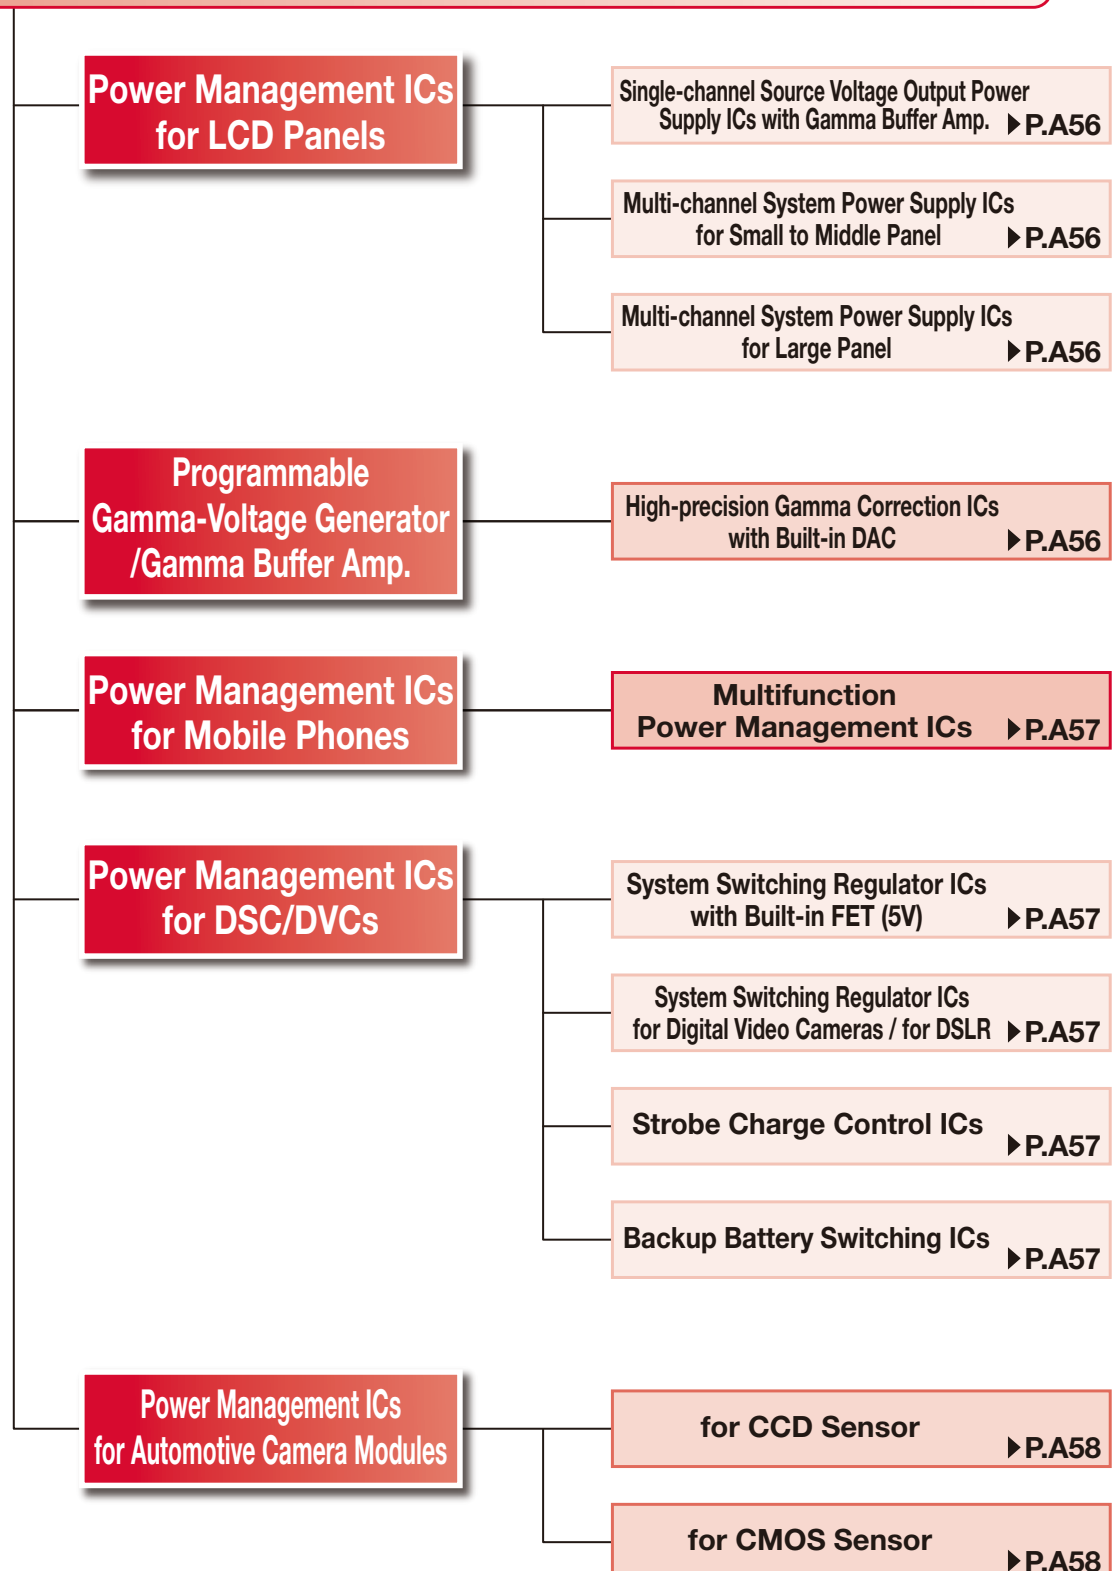 Power Management ICs
for LCD Panels
Single-channel Source Voltage Output Power
Supply ICs with Gamma Buffer Amp. ▶P.A56
Multi-channel System Power Supply ICs
for Small to Middle Panel ▶P.A56
Multi-channel System Power Supply ICs
for Large Panel ▶P.A56
Programmable
Gamma-Voltage Generator
/Gamma Buffer Amp.
High-precision Gamma Correction ICs
with Built-in DAC ▶P.A56
Power Management ICs
for Mobile Phones
Multifunction
Power Management ICs ▶P.A57
Power Management ICs
for DSC/DVCs
System Switching Regulator ICs
with Built-in FET (5V) ▶P.A57
System Switching Regulator ICs
for Digital Video Cameras / for DSLR ▶P.A57
Strobe Charge Control ICs
▶P.A57
Backup Battery Switching ICs
▶P.A57
Power Management ICs
for Automotive Camera Modules
for CCD Sensor
▶P.A58
for CMOS Sensor
▶P.A58